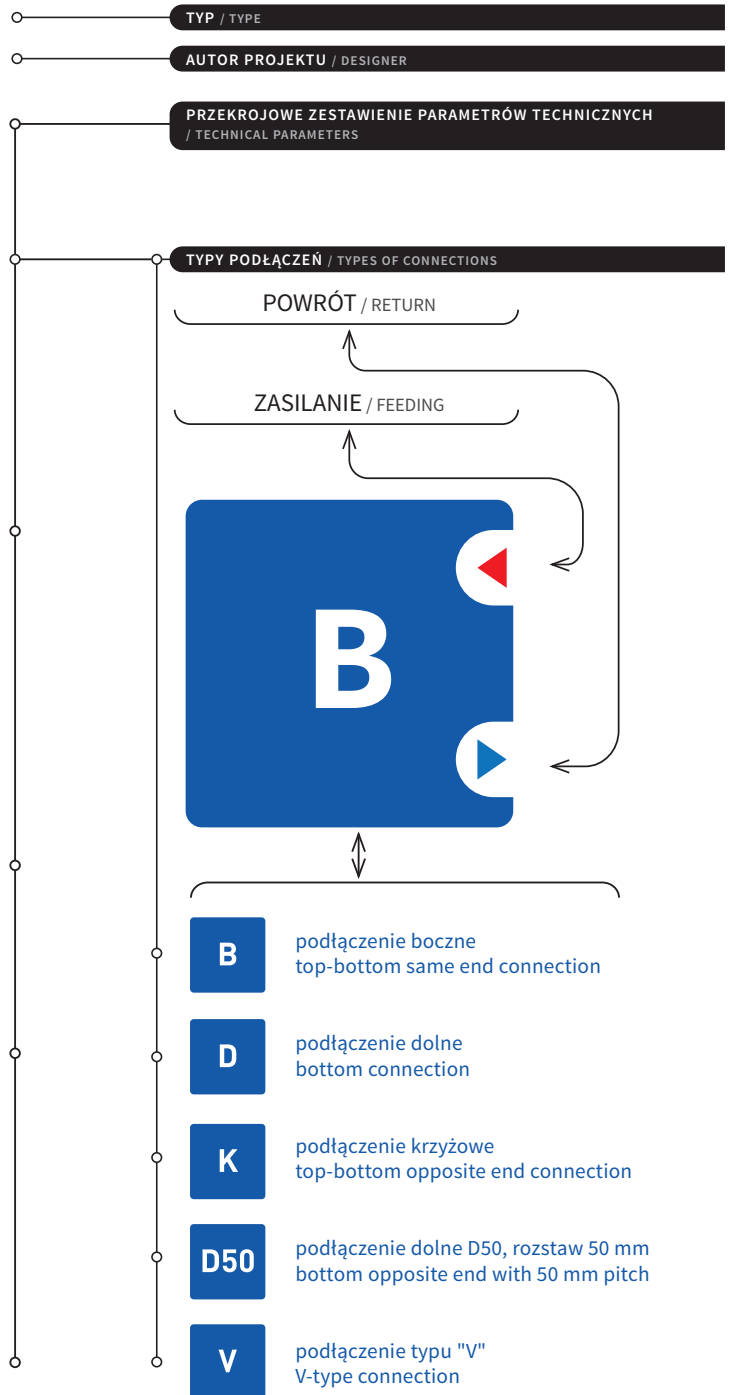 TYP / TYPE
AUTOR PROJEKTU / DESIGNER
PRZEKROJOWE ZESTAWIENIE PARAMETRÓW TECHNICZNYCH
/ TECHNICAL PARAMETERS
TYPY PODŁĄCZEŃ / TYPES OF CONNECTIONS
POWRÓT / RETURN
ZASILANIE / FEEDING
B
B
podłączenie boczne
top-bottom same end connection
D
podłączenie dolne
bottom connection
K
podłączenie krzyżowe
top-bottom opposite end connection
D50
podłączenie dolne D50, rozstaw 50 mm
bottom opposite end with 50 mm pitch
V
podłączenie typu "V"
V-type connection